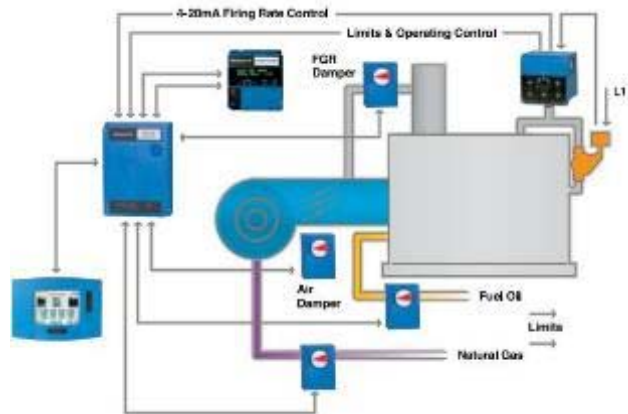 4-20mA Firing Rate Control
Limits & Operating Control
FGR
Damper
L1
Air
Damper
Fuel Oil
Limits
Natural Gas